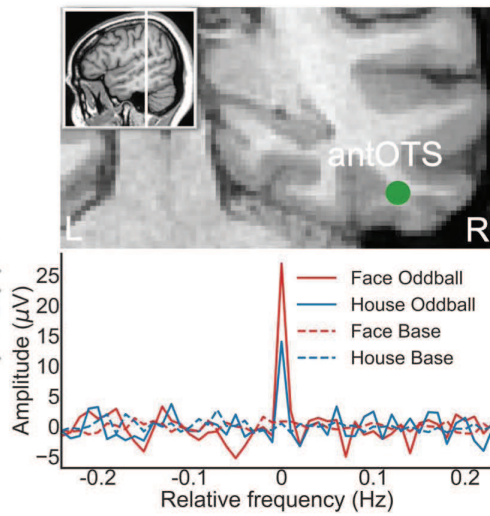 antOTS
L
R
25
20
15
10
5
0
−5
Amplitude (µV)
Face Oddball
House Oddball
Face Base
House Base
-0.2
-0.1
0
0.1
0.2
Relative frequency (Hz)